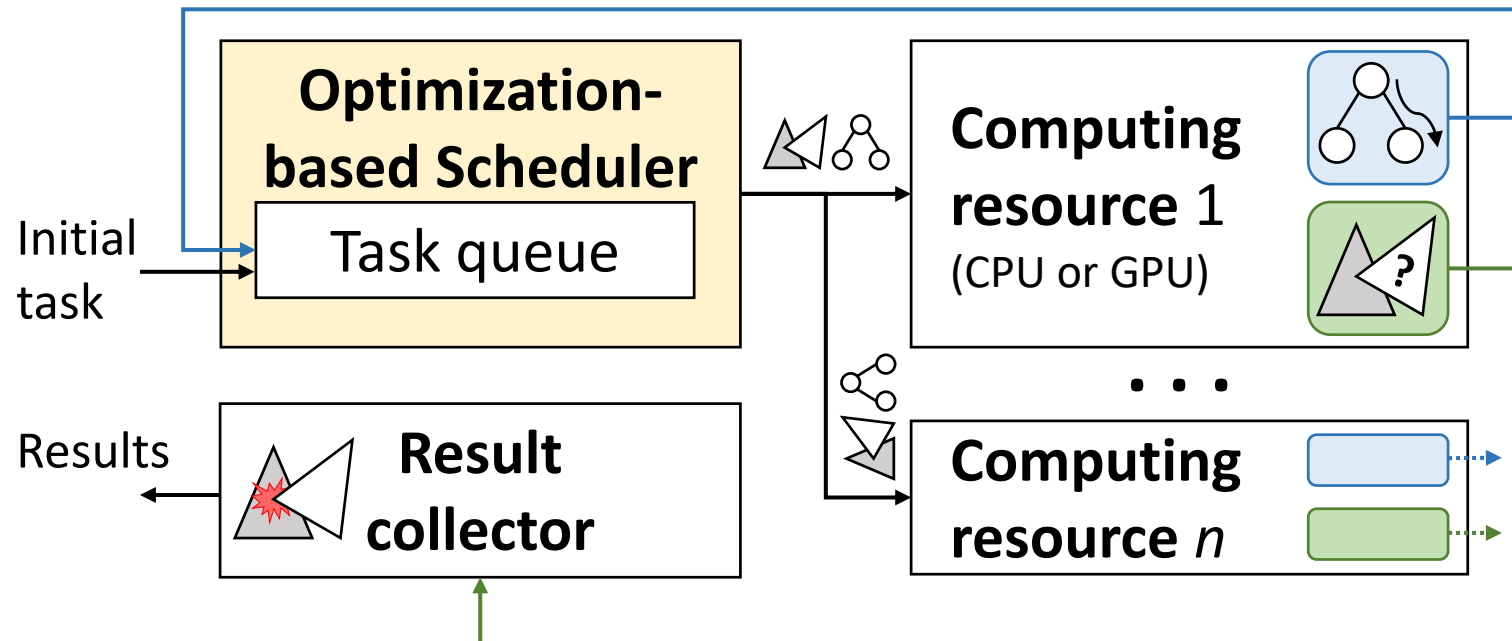 Optimization-
based Scheduler
Task queue
Initial
task
Computing
resource 1
(CPU or GPU)
?
. . .
Computing
resource n
Results
Result
collector